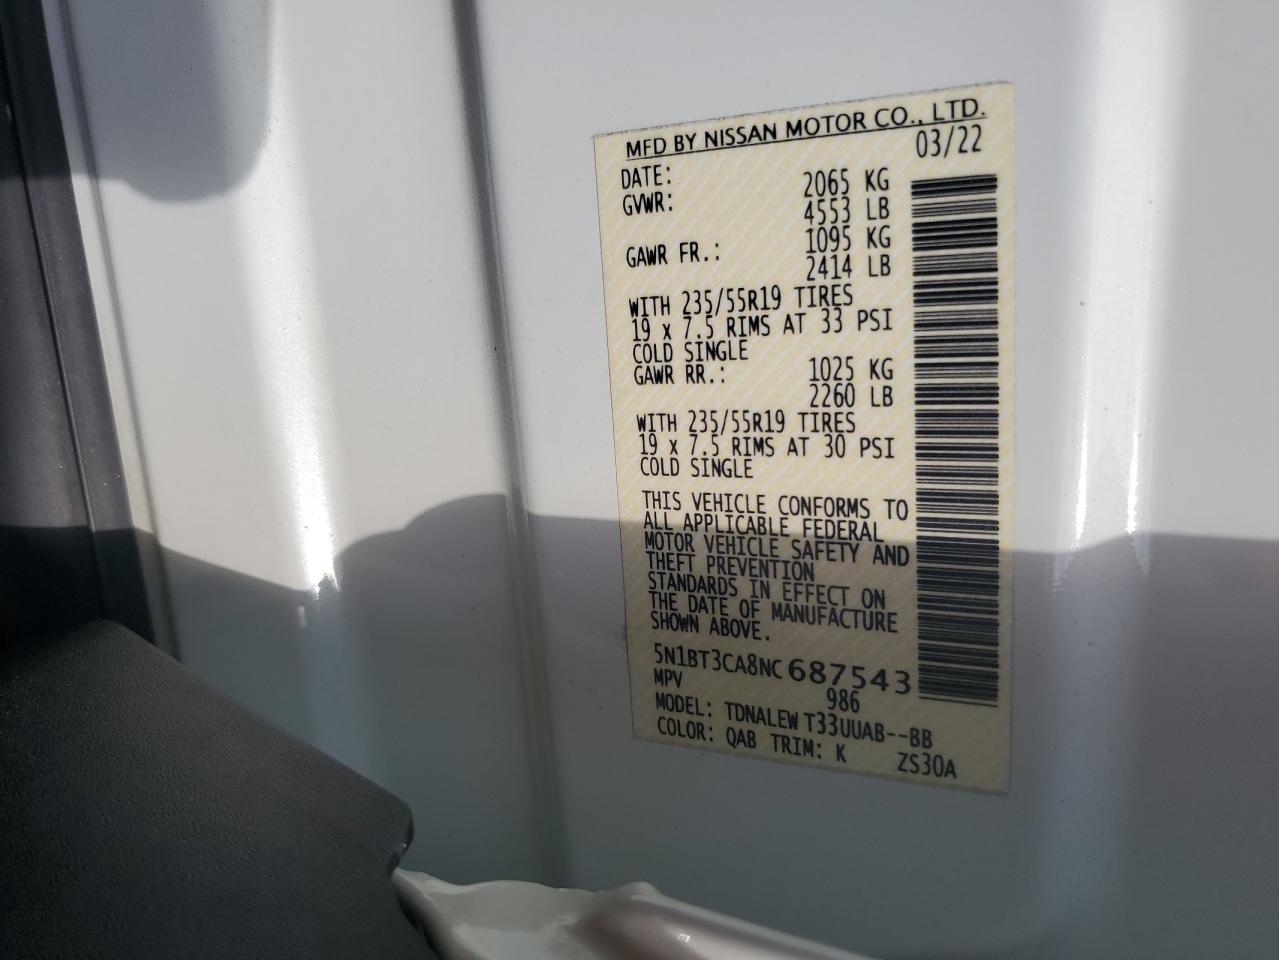 MFD BY NISSAN MOTOR CO., LTD.
DATE: 03/22
GVWR: 2065 KG
4553 LB
GAWR FR.: 1095 KG
2414 LB
WITH 235/55R19 TIRES
19 x 7.5 RIMS AT 33 PSI
COLD SINGLE
GAWR RR.: 1025 KG
2260 LB
WITH 235/55R19 TIRES
19 x 7.5 RIMS AT 30 PSI
COLD SINGLE
THIS VEHICLE CONFORMS TO
ALL APPLICABLE FEDERAL
MOTOR VEHICLE SAFETY AND
THEFT PREVENTION
STANDARDS IN EFFECT ON
THE DATE OF MANUFACTURE
SHOWN ABOVE.
5N1BT3CA8NC687543
MPV 986
MODEL: TDNALEW T33UUAB--BB
COLOR: QAB TRIM: K ZS30A